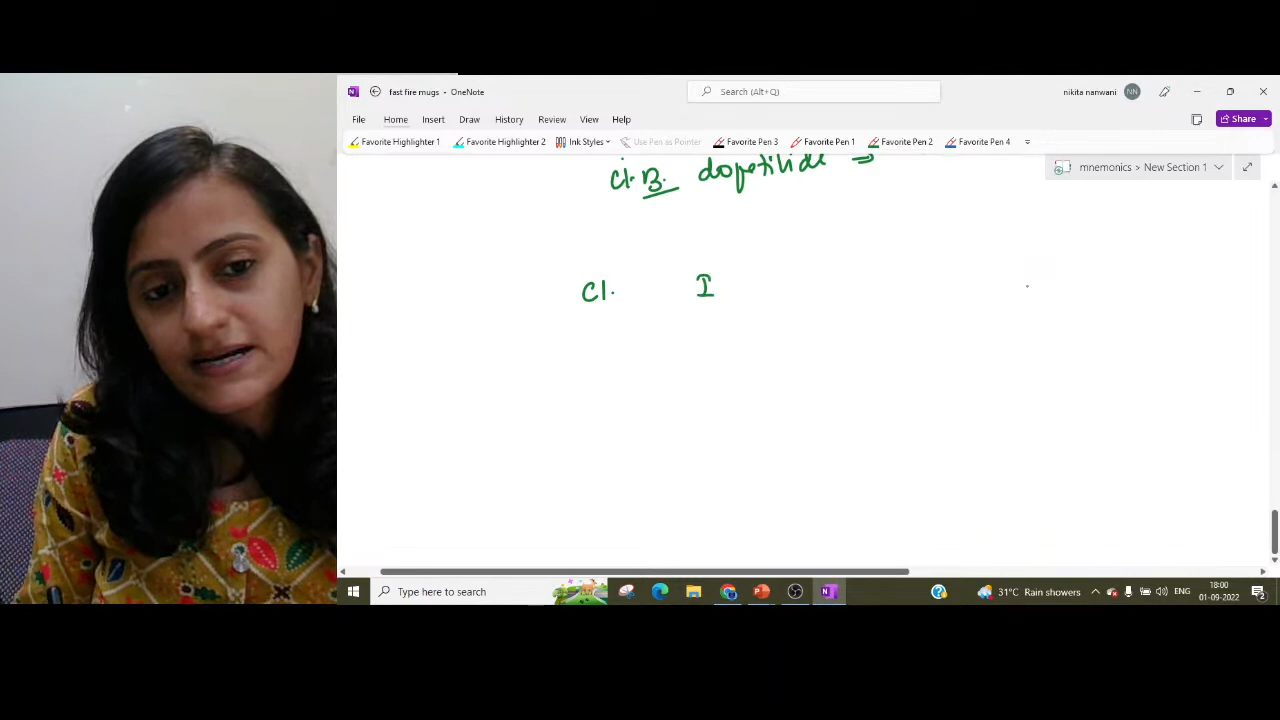 fast fire mugs - OneNote
Search (Alt+Q)
nikita nanwani NN
File Home Insert Draw History Review View Help Share
Favorite Highlighter 1 Favorite Highlighter 2 Ink Styles Use Pen as Pointer Favorite Pen 3 Favorite Pen 1 Favorite Pen 2 Favorite Pen 4
mnemonics > New Section 1
cl. B. dofetilide ⇒
Cl. I
Type here to search
31°C Rain showers
ENG
18:00
01-09-2022
2